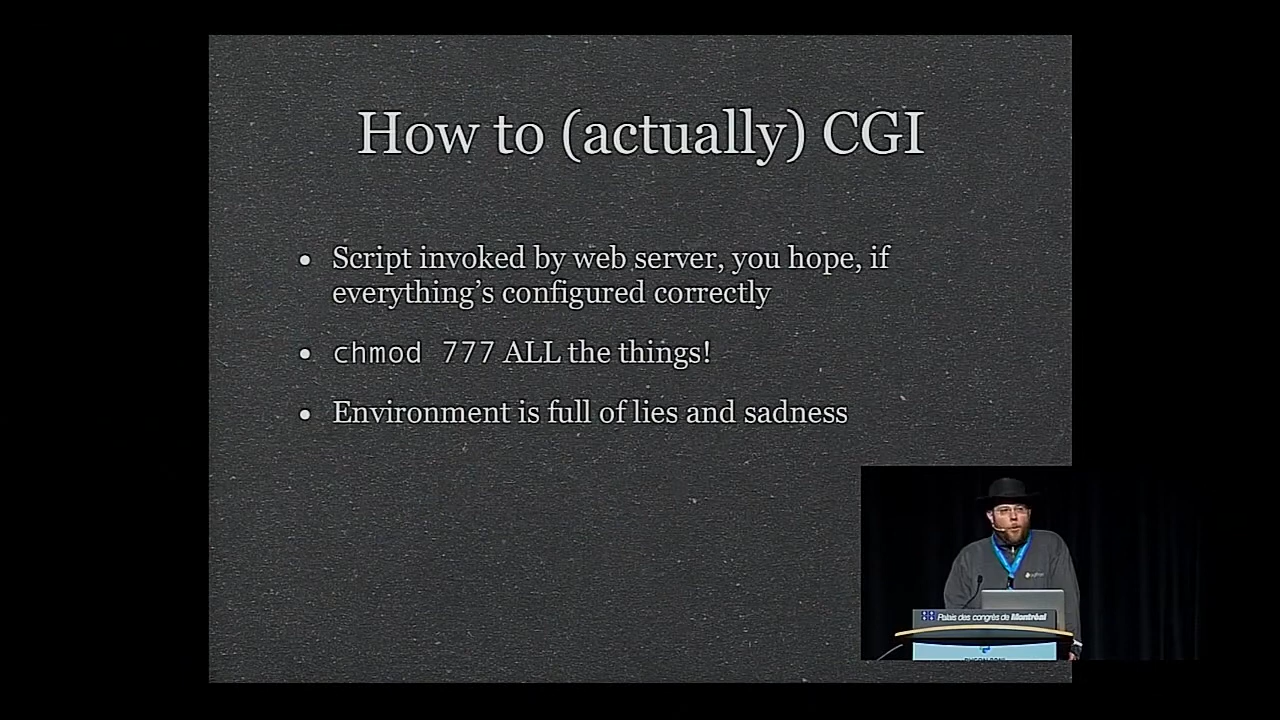 How to (actually) CGI
• Script invoked by web server, you hope, if
everything’s configured correctly
• chmod 777 ALL the things!
• Environment is full of lies and sadness
Palais des congrès de Montréal